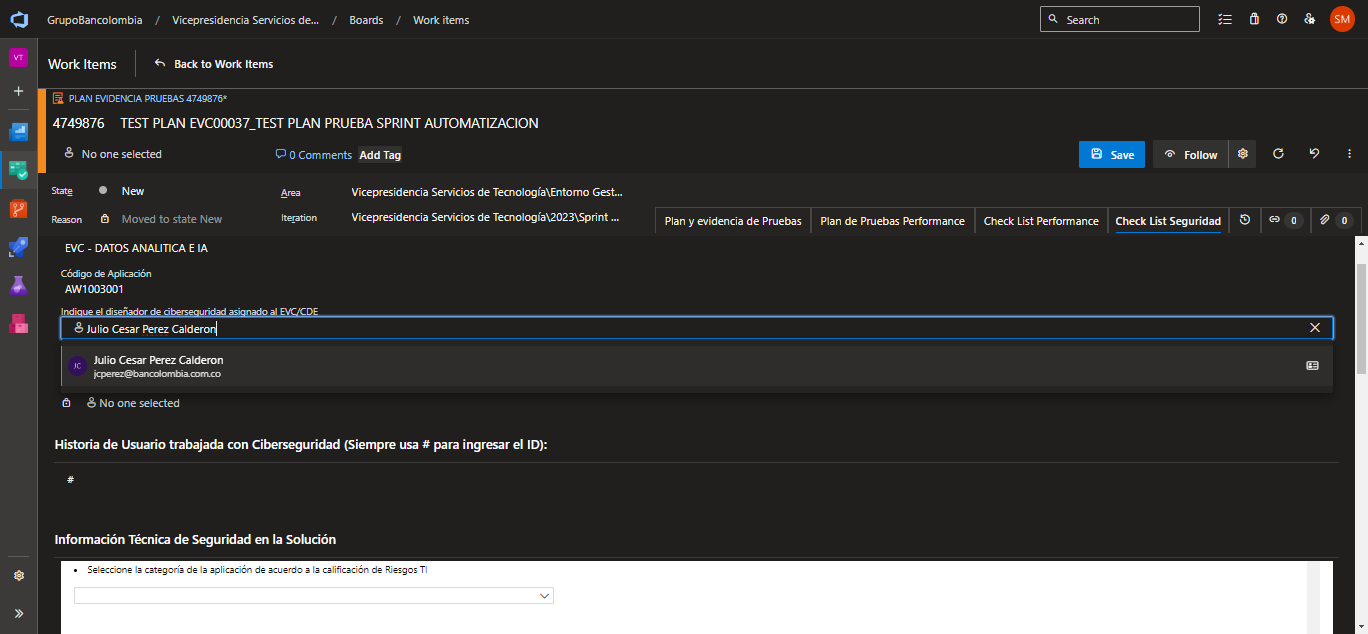 GrupoBancolombia / Vicepresidencia Servicios de... / Boards / Work items
Search
SM
VT
Work Items
Back to Work Items
PLAN EVIDENCIA PRUEBAS 4749876*
4749876 TEST PLAN EVC00037_TEST PLAN PRUEBA SPRINT AUTOMATIZACION
No one selected
0 Comments
Add Tag
Save
Follow
State New
Area Vicepresidencia Servicios de Tecnología\Entorno Gest...
Reason Moved to state New
Iteration Vicepresidencia Servicios de Tecnología\2023\Sprint ...
Plan y evidencia de Pruebas
Plan de Pruebas Performance
Check List Performance
Check List Seguridad
0
0
EVC - DATOS ANALITICA E IA
Código de Aplicación
AW1003001
Indique el diseñador de ciberseguridad asignado al EVC/CDE
Julio Cesar Perez Calderon
JC
Julio Cesar Perez Calderon
jcperez@bancolombia.com.co
No one selected
Historia de Usuario trabajada con Ciberseguridad (Siempre usa # para ingresar el ID):
#
Información Técnica de Seguridad en la Solución
• Seleccione la categoría de la aplicación de acuerdo a la calificación de Riesgos TI